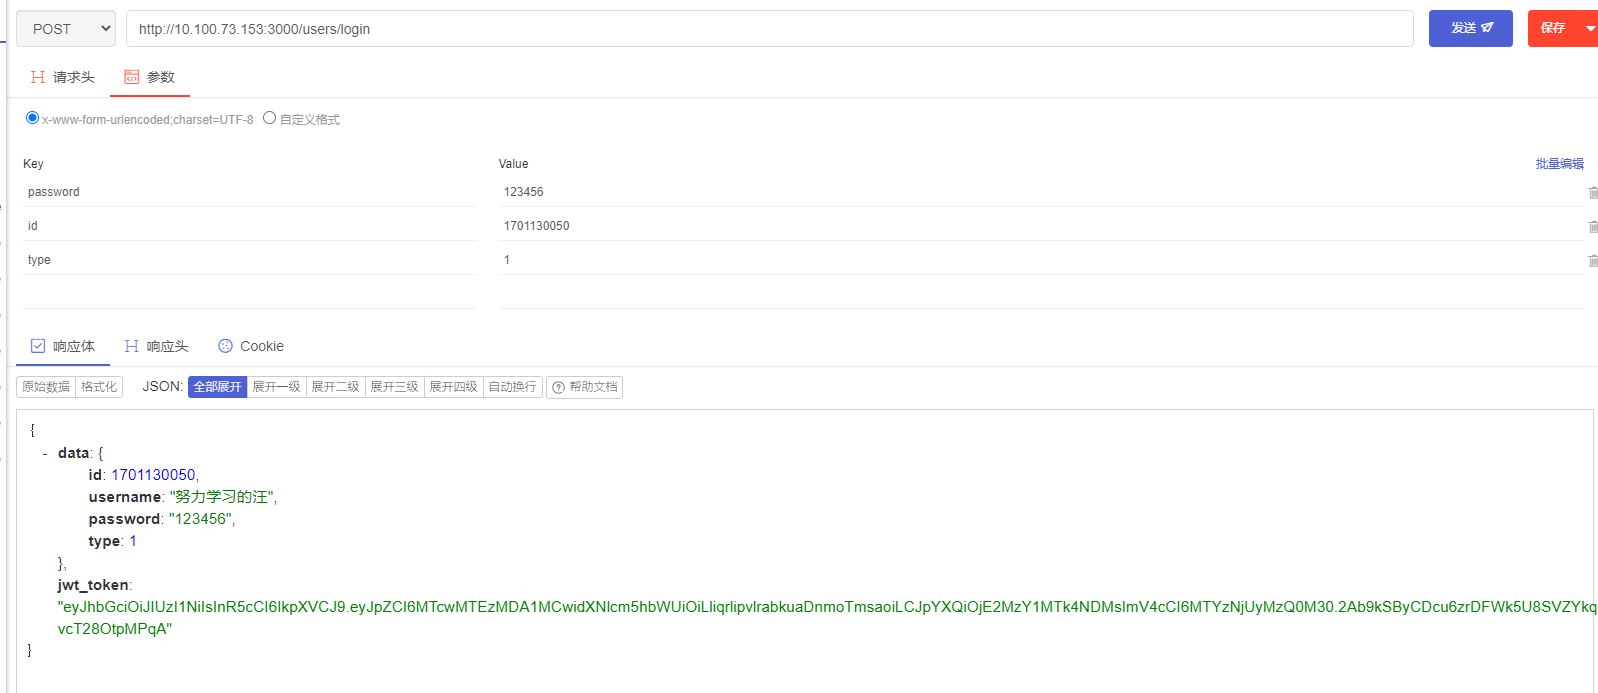 POST
http://10.100.73.153:3000/users/login
发送
保存
请求头
参数
x-www-form-urlencoded;charset=UTF-8
自定义格式
Key
Value
批量编辑
password
123456
id
1701130050
type
1
响应体
响应头
Cookie
原始数据
格式化
JSON:
全部展开
展开一级
展开二级
展开三级
展开四级
自动换行
帮助文档
{
- data: {
id: 1701130050,
username: "努力学习的汪",
password: "123456",
type: 1
},
jwt_token:
"eyJhbGciOiJIUzI1NiIsInR5cCI6IkpXVCJ9.eyJpZCI6MTcwMTEzMDA1MCwidXNlcm5hbWUiOiLliqrlipvlrabkuaDnmoTmsaoiLCJpYXQiOjE2MzY1MTk4NDMsImV4cCI6MTYzNjUyMzQ0M30.2Ab9kSByCDcu6zrDFWk5U8SVZYkq
vcT28OtpMPqA"
}